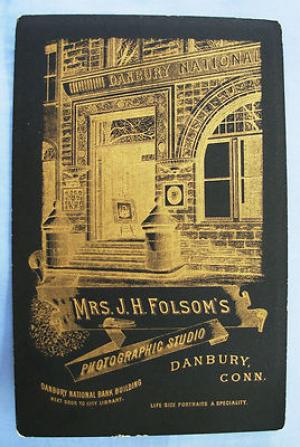 DANBURY NATIONAL
MRS. J. H. FOLSOM'S
PHOTOGRAPHIC STUDIO
DANBURY,
CONN.
DANBURY NATIONAL BANK BUILDING
NEXT DOOR TO CITY LIBRARY.
LIFE SIZE PORTRAITS A SPECIALITY.